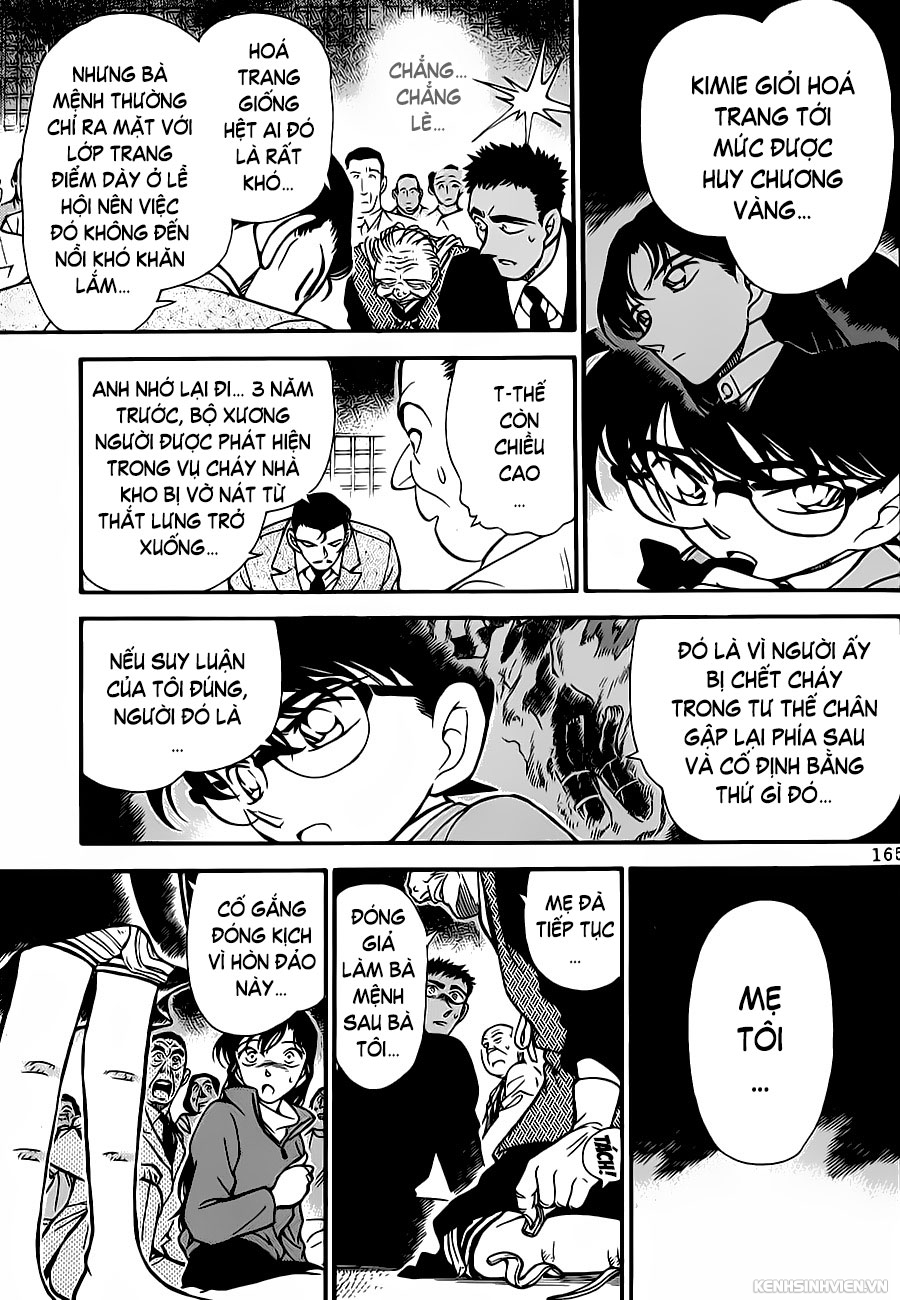 KIMIE GIỎI HOÁ
TRANG TỚI
MỨC ĐƯỢC
HUY CHƯƠNG
VÀNG...
CHẲNG...
CHẲNG
LẼ...
HOÁ
TRANG
GIỐNG
HỆT AI ĐÓ
LÀ RẤT
KHÓ...
NHƯNG BÀ
MỆNH THƯỜNG
CHỈ RA MẶT VỚI
LỚP TRANG
ĐIỂM DÀY Ở LỄ
HỘI NÊN VIỆC
ĐÓ KHÔNG ĐẾN
NỖI KHÓ KHĂN
LẮM...
T-THẾ
CÒN
CHIỀU
CAO
...
ANH NHỚ LẠI ĐI... 3 NĂM
TRƯỚC, BỘ XƯƠNG
NGƯỜI ĐƯỢC PHÁT HIỆN
TRONG VỤ CHÁY NHÀ
KHO BỊ VỠ NÁT TỪ
THẮT LƯNG TRỞ
XUỐNG...
ĐÓ LÀ VÌ NGƯỜI ẤY
BỊ CHẾT CHÁY
TRONG TƯ THẾ CHÂN
GẬP LẠI PHÍA SAU
VÀ CỐ ĐỊNH BẰNG
THỨ GÌ ĐÓ...
NẾU SUY LUẬN
CỦA TÔI ĐÚNG,
NGƯỜI ĐÓ LÀ
...
165
MẸ
TÔI
...
MẸ ĐÃ
TIẾP TỤC
...
ĐÓNG
GIẢ
LÀM BÀ
MỆNH
SAU BÀ
TÔI...
TÁCH!
CỐ GẮNG
ĐÓNG KỊCH
VÌ HÒN ĐẢO
NÀY...
KENHSINHVIEN.VN